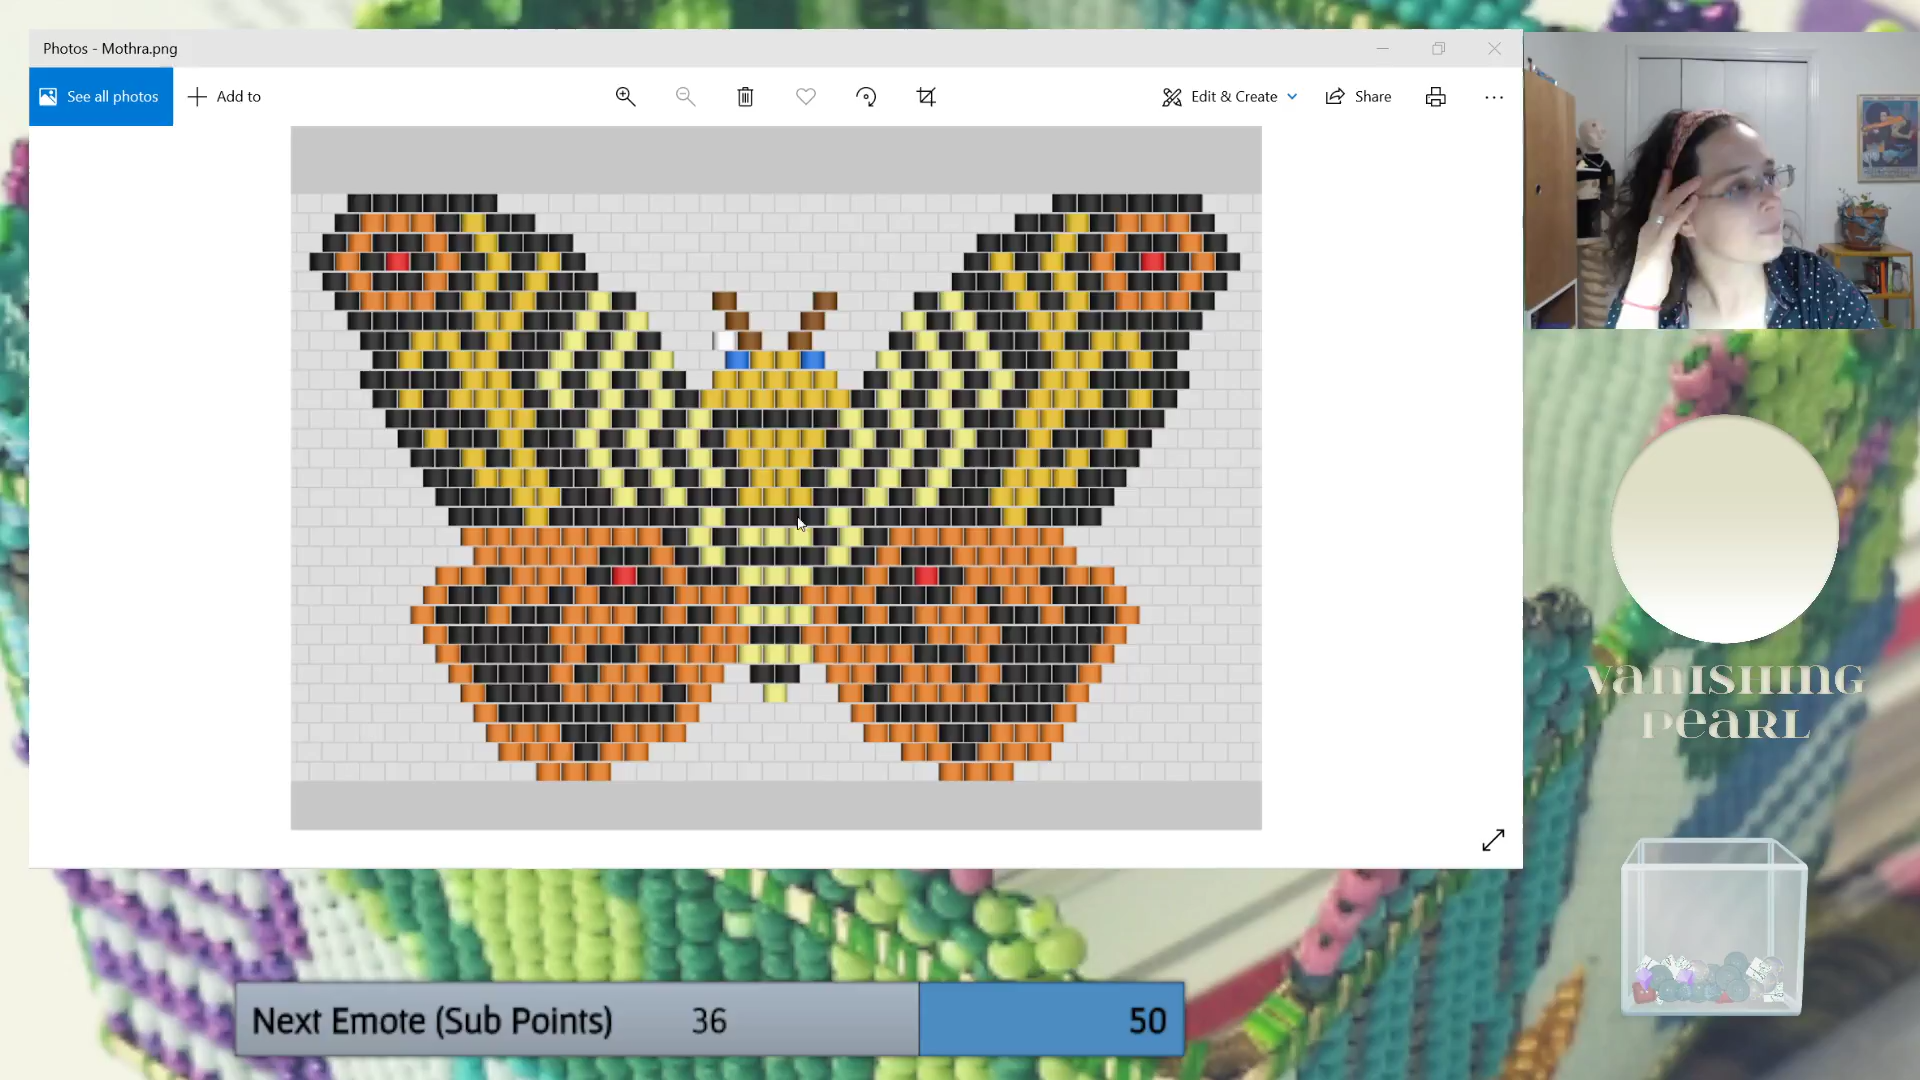 Photos - Mothra.png
See all photos
Add to
Edit & Create
Share
VANISHING
PEARL
Next Emote (Sub Points) 36 50